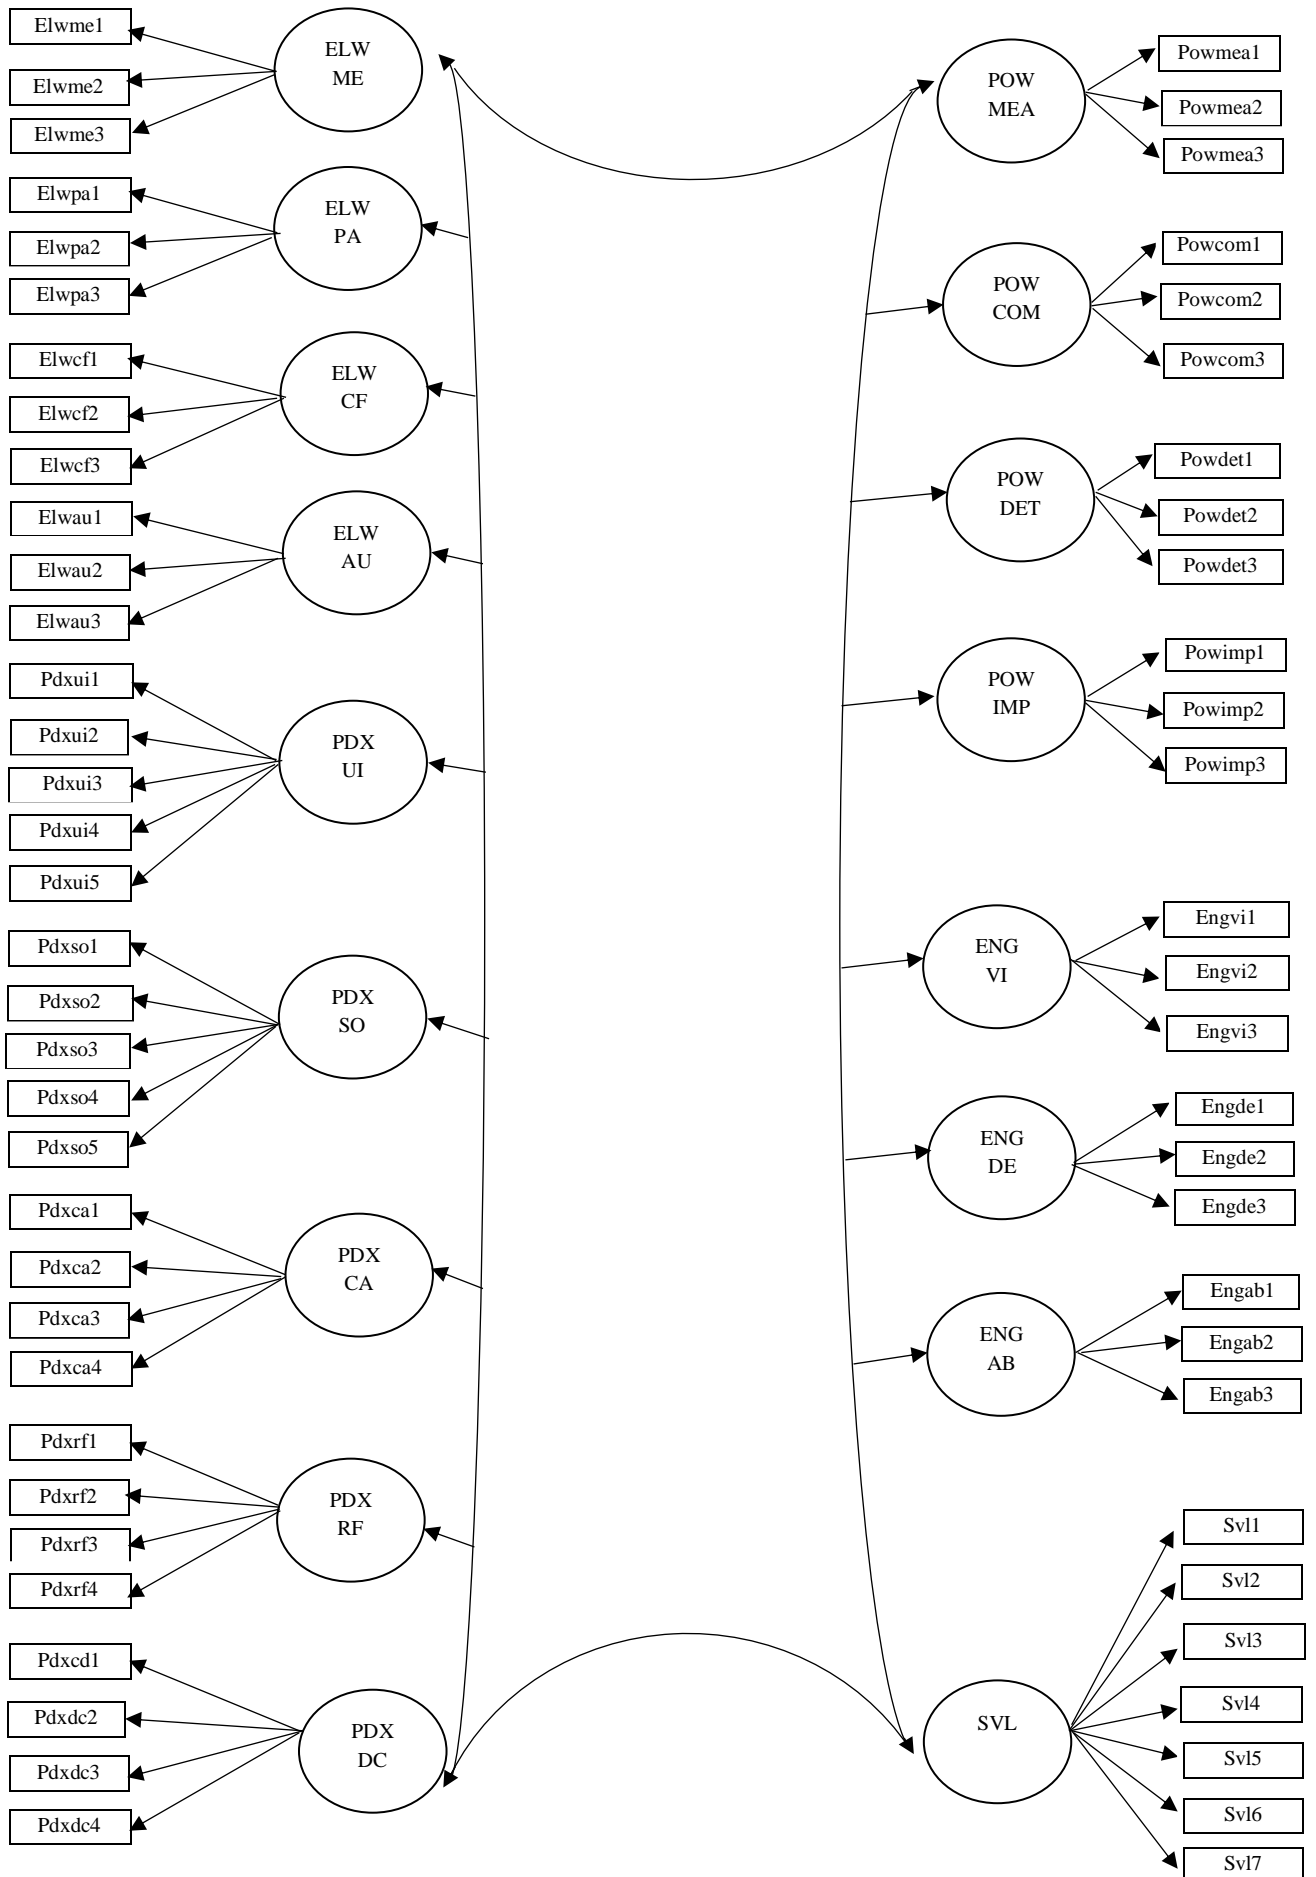 Elwme1
Elwme2
Elwme3
ELW
ME
Elwpa1
Elwpa2
Elwpa3
ELW
PA
Elwcf1
Elwcf2
Elwcf3
ELW
CF
Elwau1
Elwau2
Elwau3
ELW
AU
Pdxui1
Pdxui2
Pdxui3
Pdxui4
Pdxui5
PDX
UI
Pdxso1
Pdxso2
Pdxso3
Pdxso4
Pdxso5
PDX
SO
Pdxca1
Pdxca2
Pdxca3
Pdxca4
PDX
CA
Pdxrf1
Pdxrf2
Pdxrf3
Pdxrf4
PDX
RF
Pdxcd1
Pdxdc2
Pdxdc3
Pdxdc4
PDX
DC
POW
MEA
Powmea1
Powmea2
Powmea3
POW
COM
Powcom1
Powcom2
Powcom3
POW
DET
Powdet1
Powdet2
Powdet3
POW
IMP
Powimp1
Powimp2
Powimp3
ENG
VI
Engvi1
Engvi2
Engvi3
ENG
DE
Engde1
Engde2
Engde3
ENG
AB
Engab1
Engab2
Engab3
SVL
Svl1
Svl2
Svl3
Svl4
Svl5
Svl6
Svl7